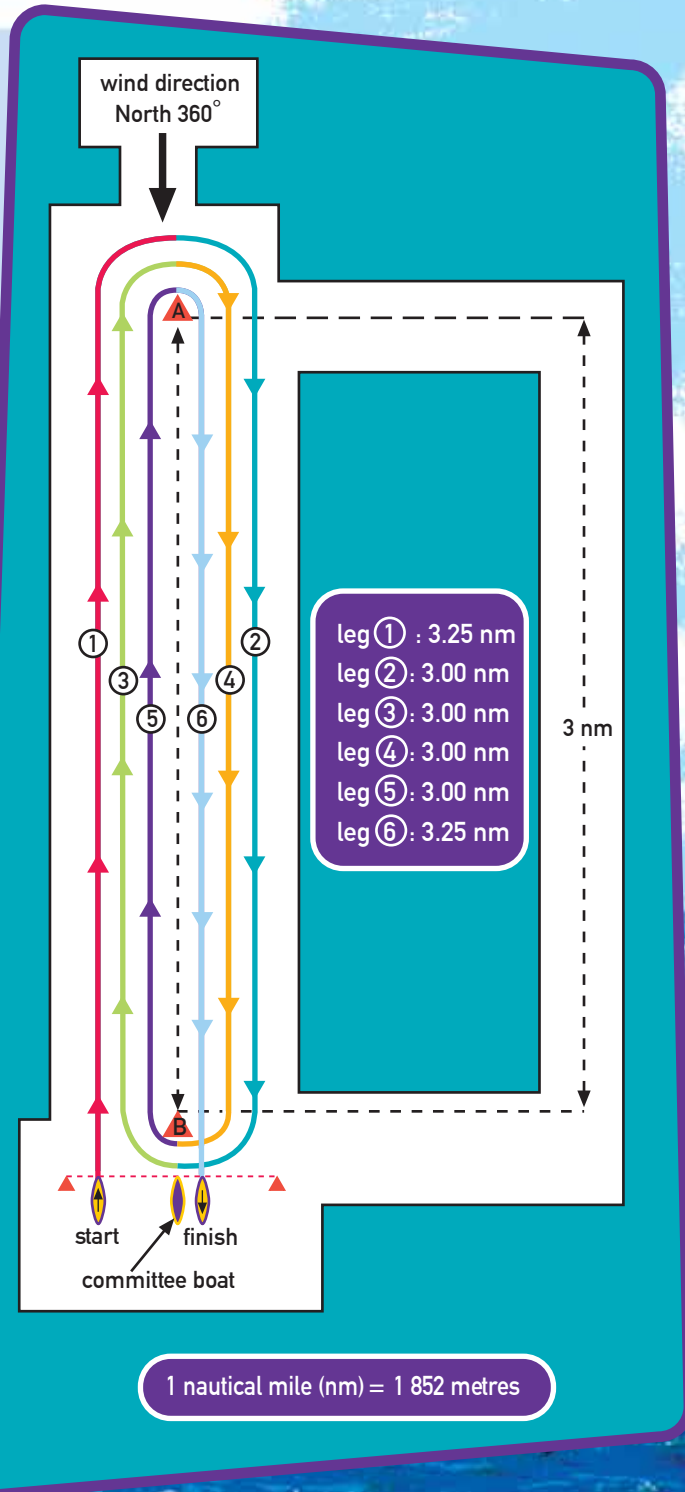 wind direction
North 360°
A
① 
②
③
④
⑤
⑥
leg ① : 3.25 nm
leg ②: 3.00 nm
leg ③: 3.00 nm
leg ④: 3.00 nm
leg ⑤: 3.00 nm
leg ⑥: 3.25 nm
3 nm
B
start
finish
committee boat
1 nautical mile (nm) = 1 852 metres